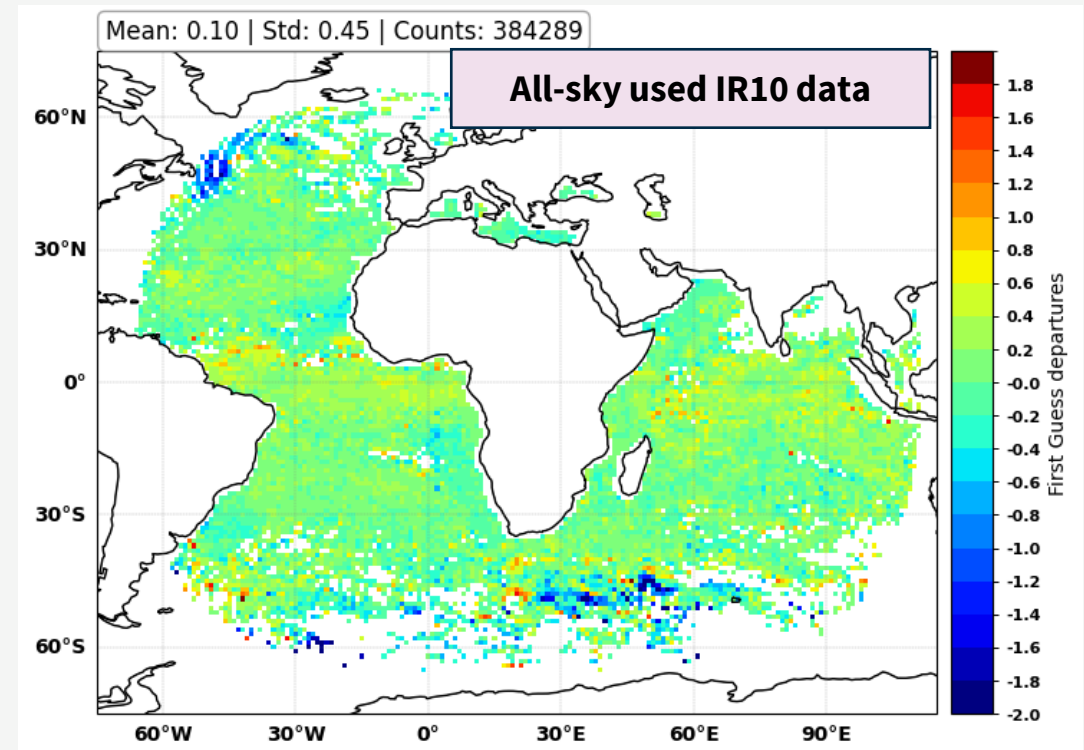 Mean: 0.10 | Std: 0.45 | Counts: 384289
All-sky used IR10 data
60°N
30°N
0°
30°S
60°S
60°W 30°W 0° 30°E 60°E 90°E
1.8
1.6
1.4
1.2
1.0
0.8
0.6
0.4
0.2
-0.0
-0.2
-0.4
-0.6
-0.8
-1.0
-1.2
-1.4
-1.6
-1.8
-2.0
First Guess departures